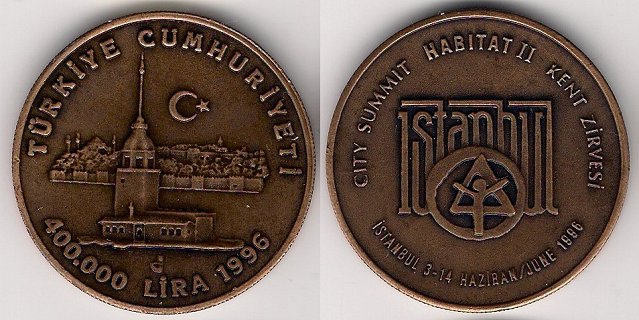 TÜRKİYE CUMHURİYETİ
400.000 LİRA 1996
CITY SUMMIT HABITAT II KENT ZİRVESİ
istanbul
İSTANBUL 3-14 HAZİRAN/JUNE 1996